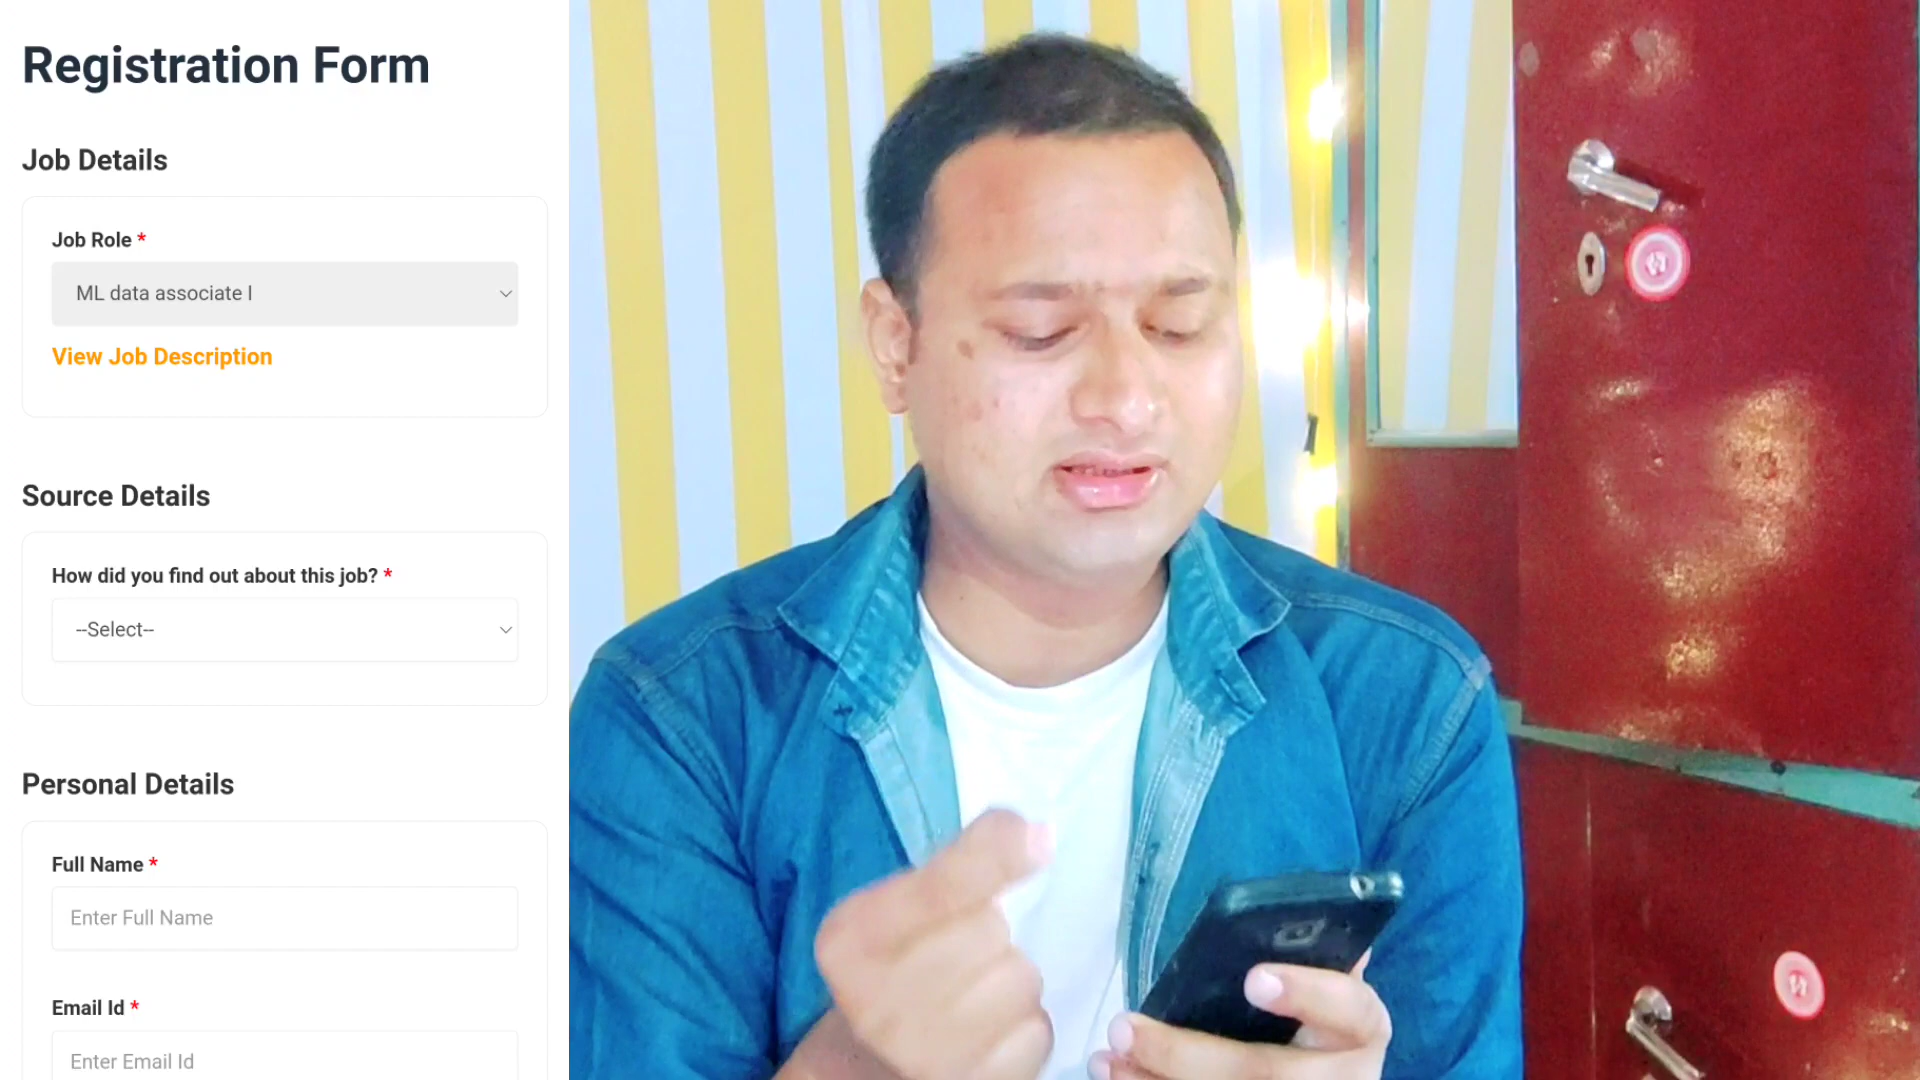 Registration Form
Job Details
Job Role *
ML data associate I
View Job Description
Source Details
How did you find out about this job? *
--Select--
Personal Details
Full Name *
Enter Full Name
Email Id *
Enter Email Id